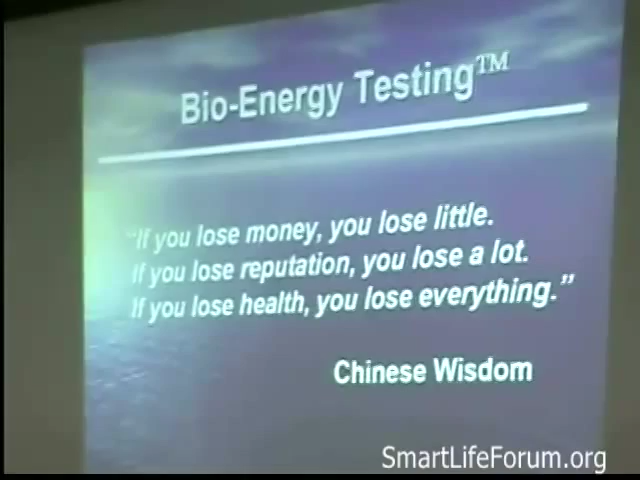 Bio-Energy Testing™
"If you lose money, you lose little.
If you lose reputation, you lose a lot.
If you lose health, you lose everything."
Chinese Wisdom
SmartLifeForum.org